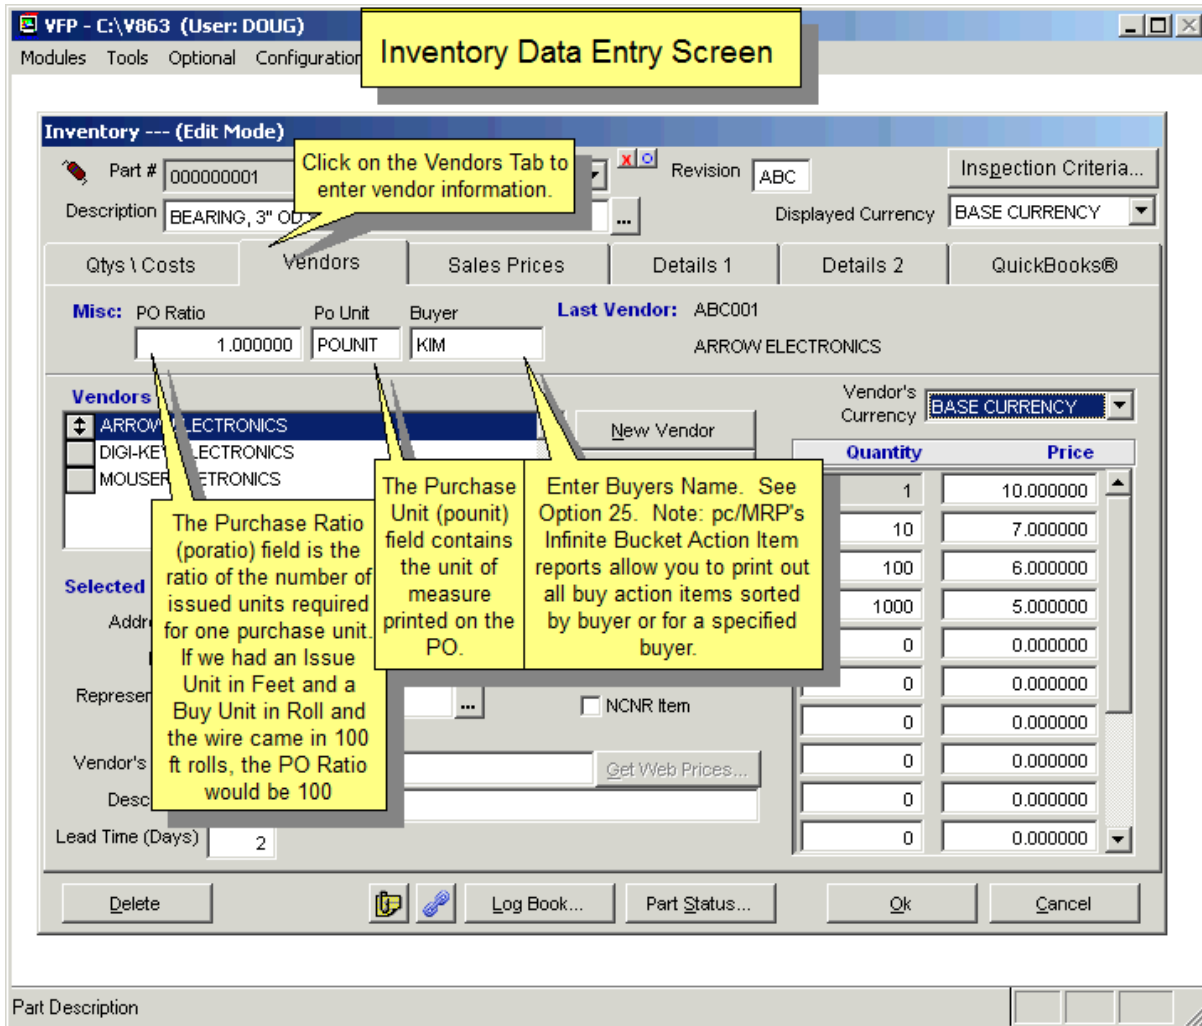 VFP - C:\V863 (User: DOUG)
Modules Tools Optional Configuration
Inventory Data Entry Screen
Inventory --- (Edit Mode)
Part # 000000001
Click on the Vendors Tab to
enter vendor information.
X O
Revision ABC
Inspection Criteria...
Description BEARING, 3" OD
...
Displayed Currency BASE CURRENCY
Qtys \ Costs Vendors Sales Prices Details 1 Details 2 QuickBooks®
Misc: PO Ratio Po Unit Buyer Last Vendor: ABC001
1.000000 POUNIT KIM ARROW ELECTRONICS
Vendors
ARROW ELECTRONICS
DIGI-KEY ELECTRONICS
MOUSER ELETRONICS
New Vendor
Vendor's
Currency BASE CURRENCY
Quantity Price
1 10.000000
10 7.000000
100 6.000000
1000 5.000000
0 0.000000
0 0.000000
0 0.000000
0 0.000000
0 0.000000
0 0.000000
The Purchase Ratio
(poratio) field is the
ratio of the number of
issued units required
for one purchase unit.
If we had an Issue
Unit in Feet and a
Buy Unit in Roll and
the wire came in 100
ft rolls, the PO Ratio
would be 100
The Purchase
Unit (pounit)
field contains
the unit of
measure
printed on the
PO.
Enter Buyers Name. See
Option 25. Note: pc/MRP's
Infinite Bucket Action Item
reports allow you to print out
all buy action items sorted
by buyer or for a specified
buyer.
Selected
Addre
Represen
...
NCNR Item
Vendor's
Get Web Prices...
Desc
Lead Time (Days) 2
Delete Log Book... Part Status... Ok Cancel
Part Description